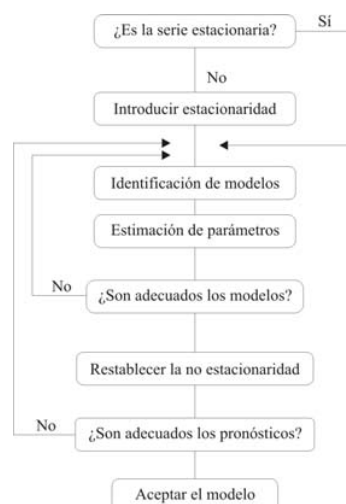 ¿Es la serie estacionaria?
Sí
No
Introducir estacionaridad
Identificación de modelos
Estimación de parámetros
No
¿Son adecuados los modelos?
Restablecer la no estacionaridad
No
¿Son adecuados los pronósticos?
Aceptar el modelo